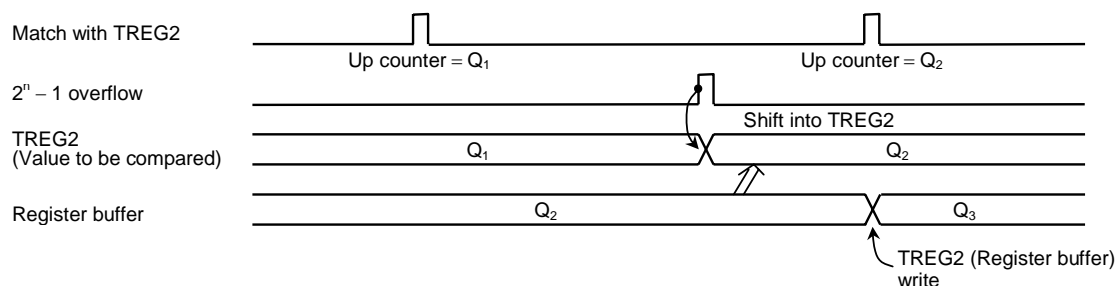 Match with TREG2
Up counter = Q₁
Up counter = Q₂
2ⁿ – 1 overflow
Shift into TREG2
TREG2
(Value to be compared)
Q₁
Q₂
Register buffer
Q₂
Q₃
TREG2 (Register buffer)
write